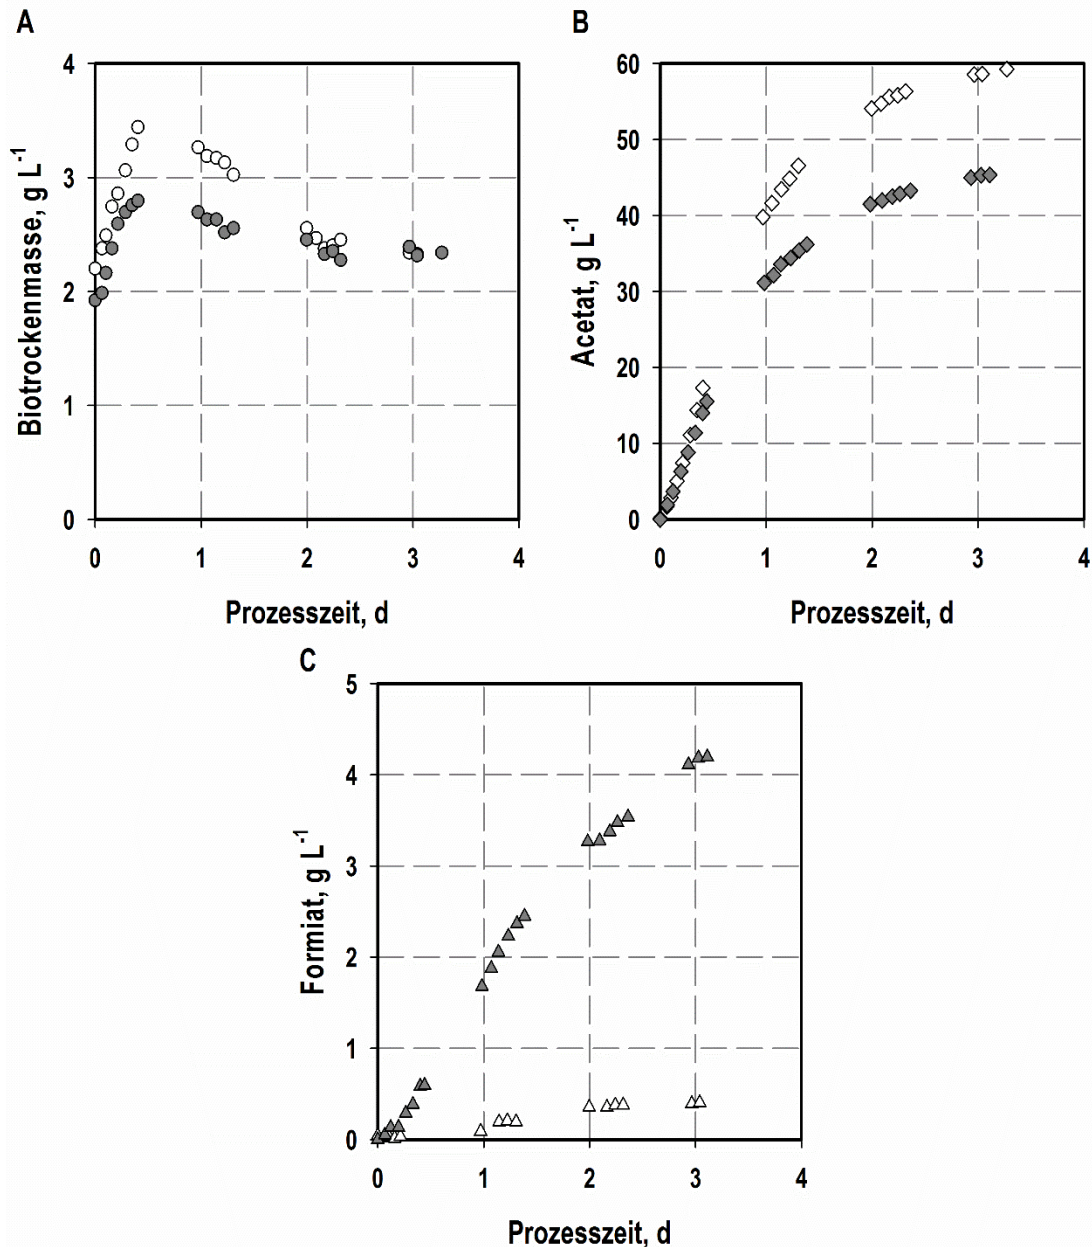 A
Biotrockenmasse, g L⁻¹
4
3
2
1
0
0 1 2 3 4
Prozesszeit, d
B
Acetat, g L⁻¹
60
50
40
30
20
10
0
0 1 2 3 4
Prozesszeit, d
C
Formiat, g L⁻¹
5
4
3
2
1
0
0 1 2 3 4
Prozesszeit, d